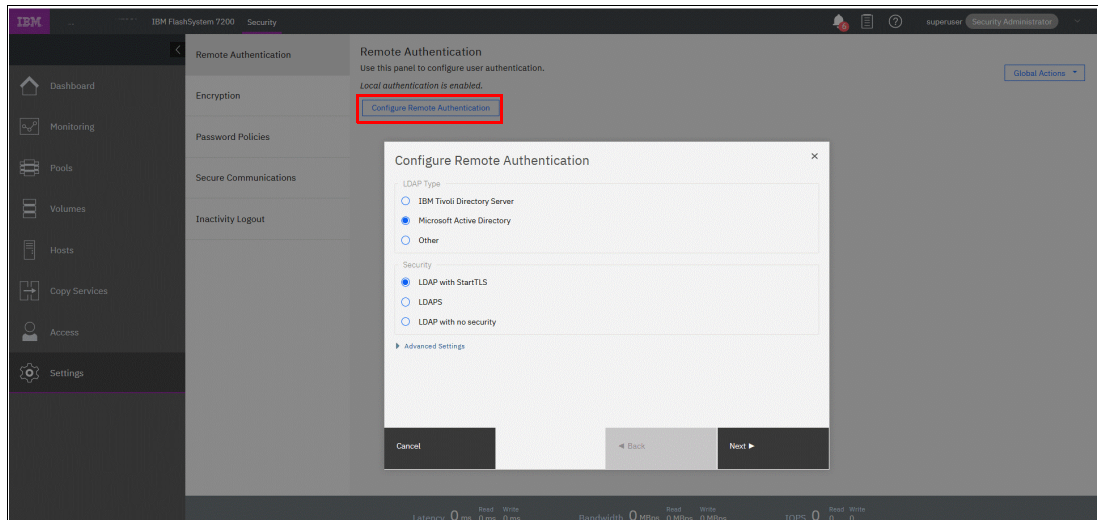 IBM
IBM FlashSystem 7200 Security
6
superuser Security Administrator
Dashboard
Monitoring
Pools
Volumes
Hosts
Copy Services
Access
Settings
Remote Authentication
Encryption
Password Policies
Secure Communications
Inactivity Logout
Remote Authentication
Use this panel to configure user authentication.
Local authentication is enabled.
Configure Remote Authentication
Global Actions
Configure Remote Authentication
LDAP Type
IBM Tivoli Directory Server
Microsoft Active Directory
Other
Security
LDAP with StartTLS
LDAPS
LDAP with no security
Advanced Settings
Cancel
Back
Next
Read Write Read Write Read Write
Latency 0 ms 0 ms 0 ms Bandwidth 0 MBps 0 MBps 0 MBps IOPS 0 0 0